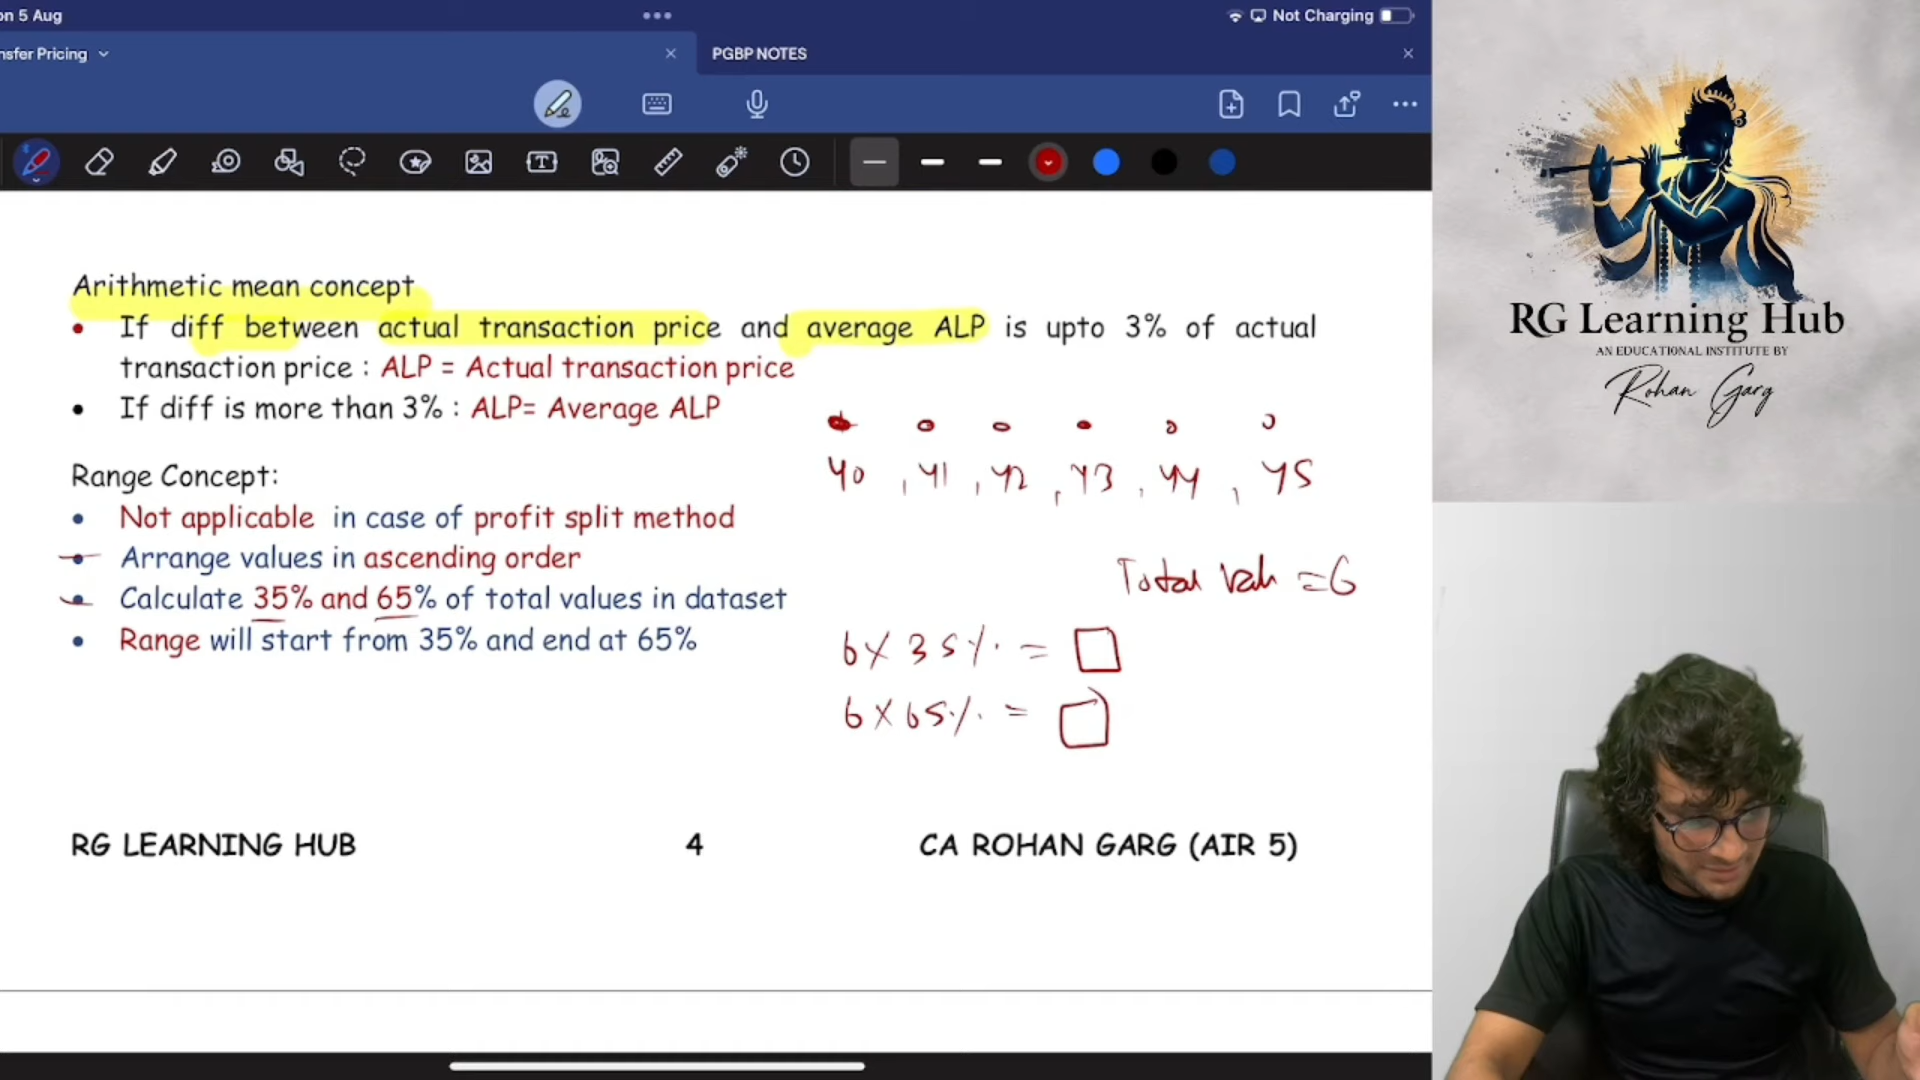 on 5 Aug
Not Charging
nsfer Pricing
PGBP NOTES
Arithmetic mean concept
• If diff between actual transaction price and average ALP is upto 3% of actual
transaction price : ALP = Actual transaction price
• If diff is more than 3% : ALP= Average ALP
40 , 41 , 42 , 43 , 44 , 45
Range Concept:
• Not applicable in case of profit split method
• Arrange values in ascending order
• Calculate 35% and 65% of total values in dataset
• Range will start from 35% and end at 65%
Total = 6
6 X 35% =
6 X 65% =
RG LEARNING HUB 4 CA ROHAN GARG (AIR 5)
RG Learning Hub
AN EDUCATIONAL INSTITUTE BY
Rohan Garg